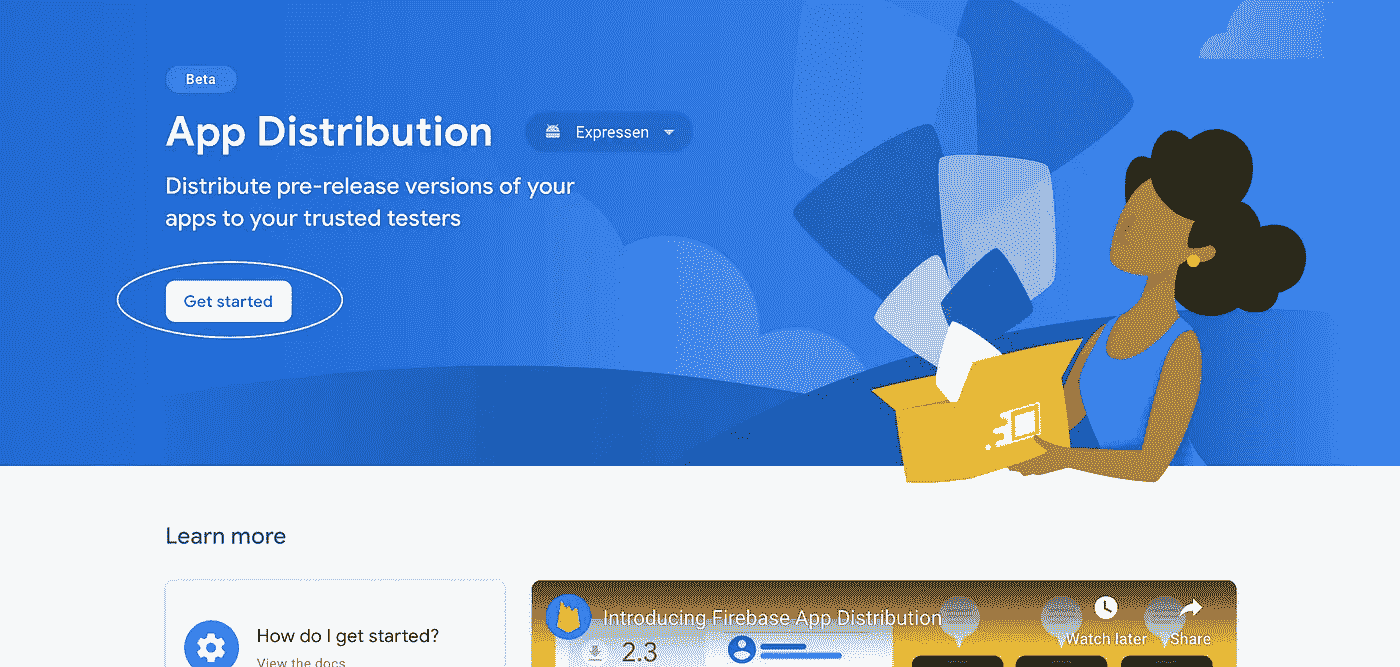 Beta
App Distribution
Expressen
Distribute pre-release versions of your
apps to your trusted testers
Get started
Learn more
How do I get started?
View the docs
Introducing Firebase App Distribution
Watch later
Share
2.3